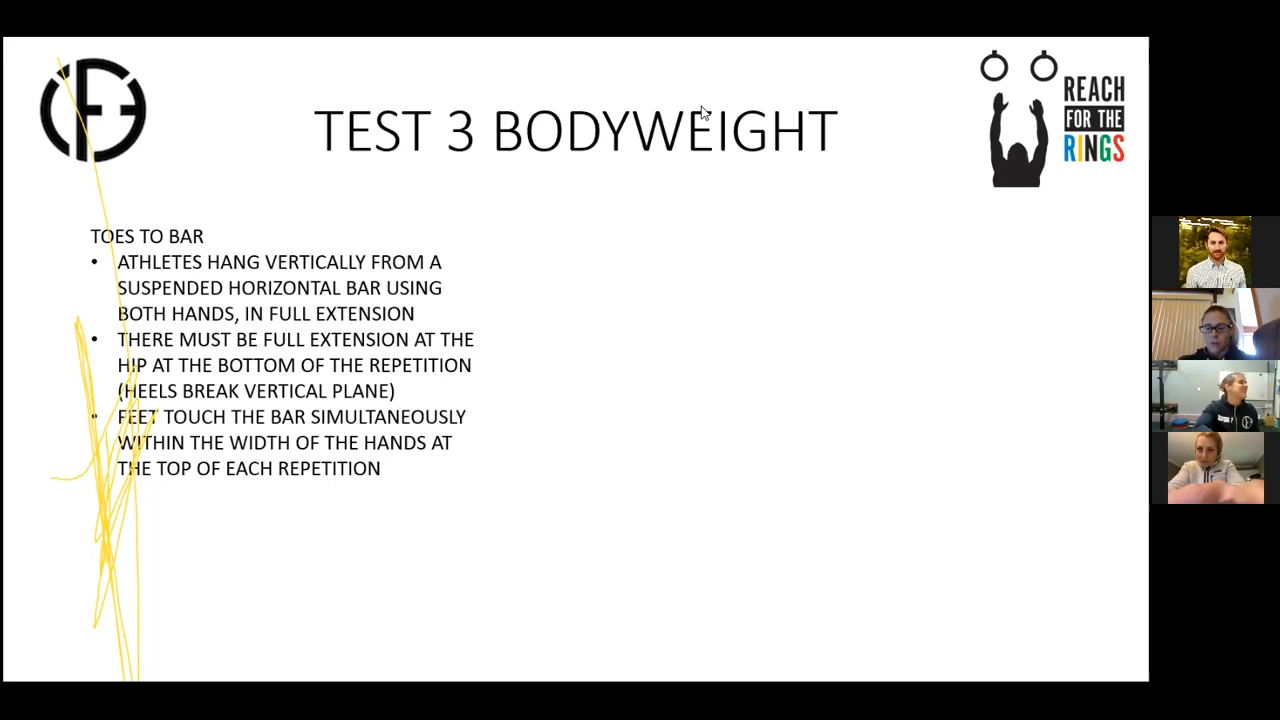 TEST 3 BODYWEIGHT
REACH
FOR THE
RINGS
TOES TO BAR
• ATHLETES HANG VERTICALLY FROM A
SUSPENDED HORIZONTAL BAR USING
BOTH HANDS, IN FULL EXTENSION
• THERE MUST BE FULL EXTENSION AT THE
HIP AT THE BOTTOM OF THE REPETITION
(HEELS BREAK VERTICAL PLANE)
• FEET TOUCH THE BAR SIMULTANEOUSLY
WITHIN THE WIDTH OF THE HANDS AT
THE TOP OF EACH REPETITION